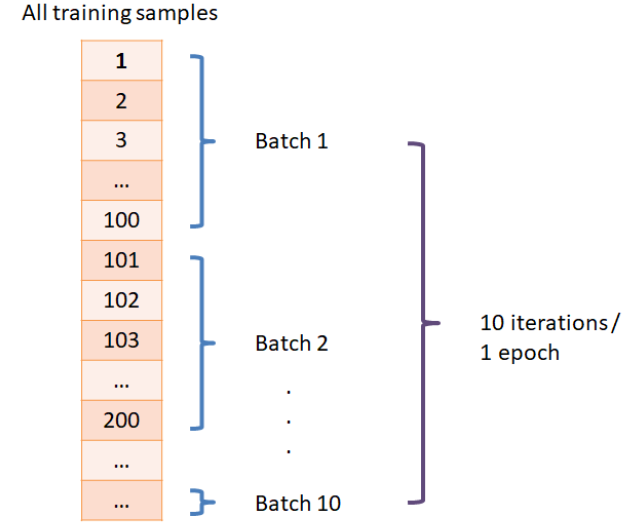 All training samples
1
2
3
...
100
101
102
103
...
200
...
...
Batch 1
Batch 2
.
.
.
Batch 10
10 iterations/
1 epoch